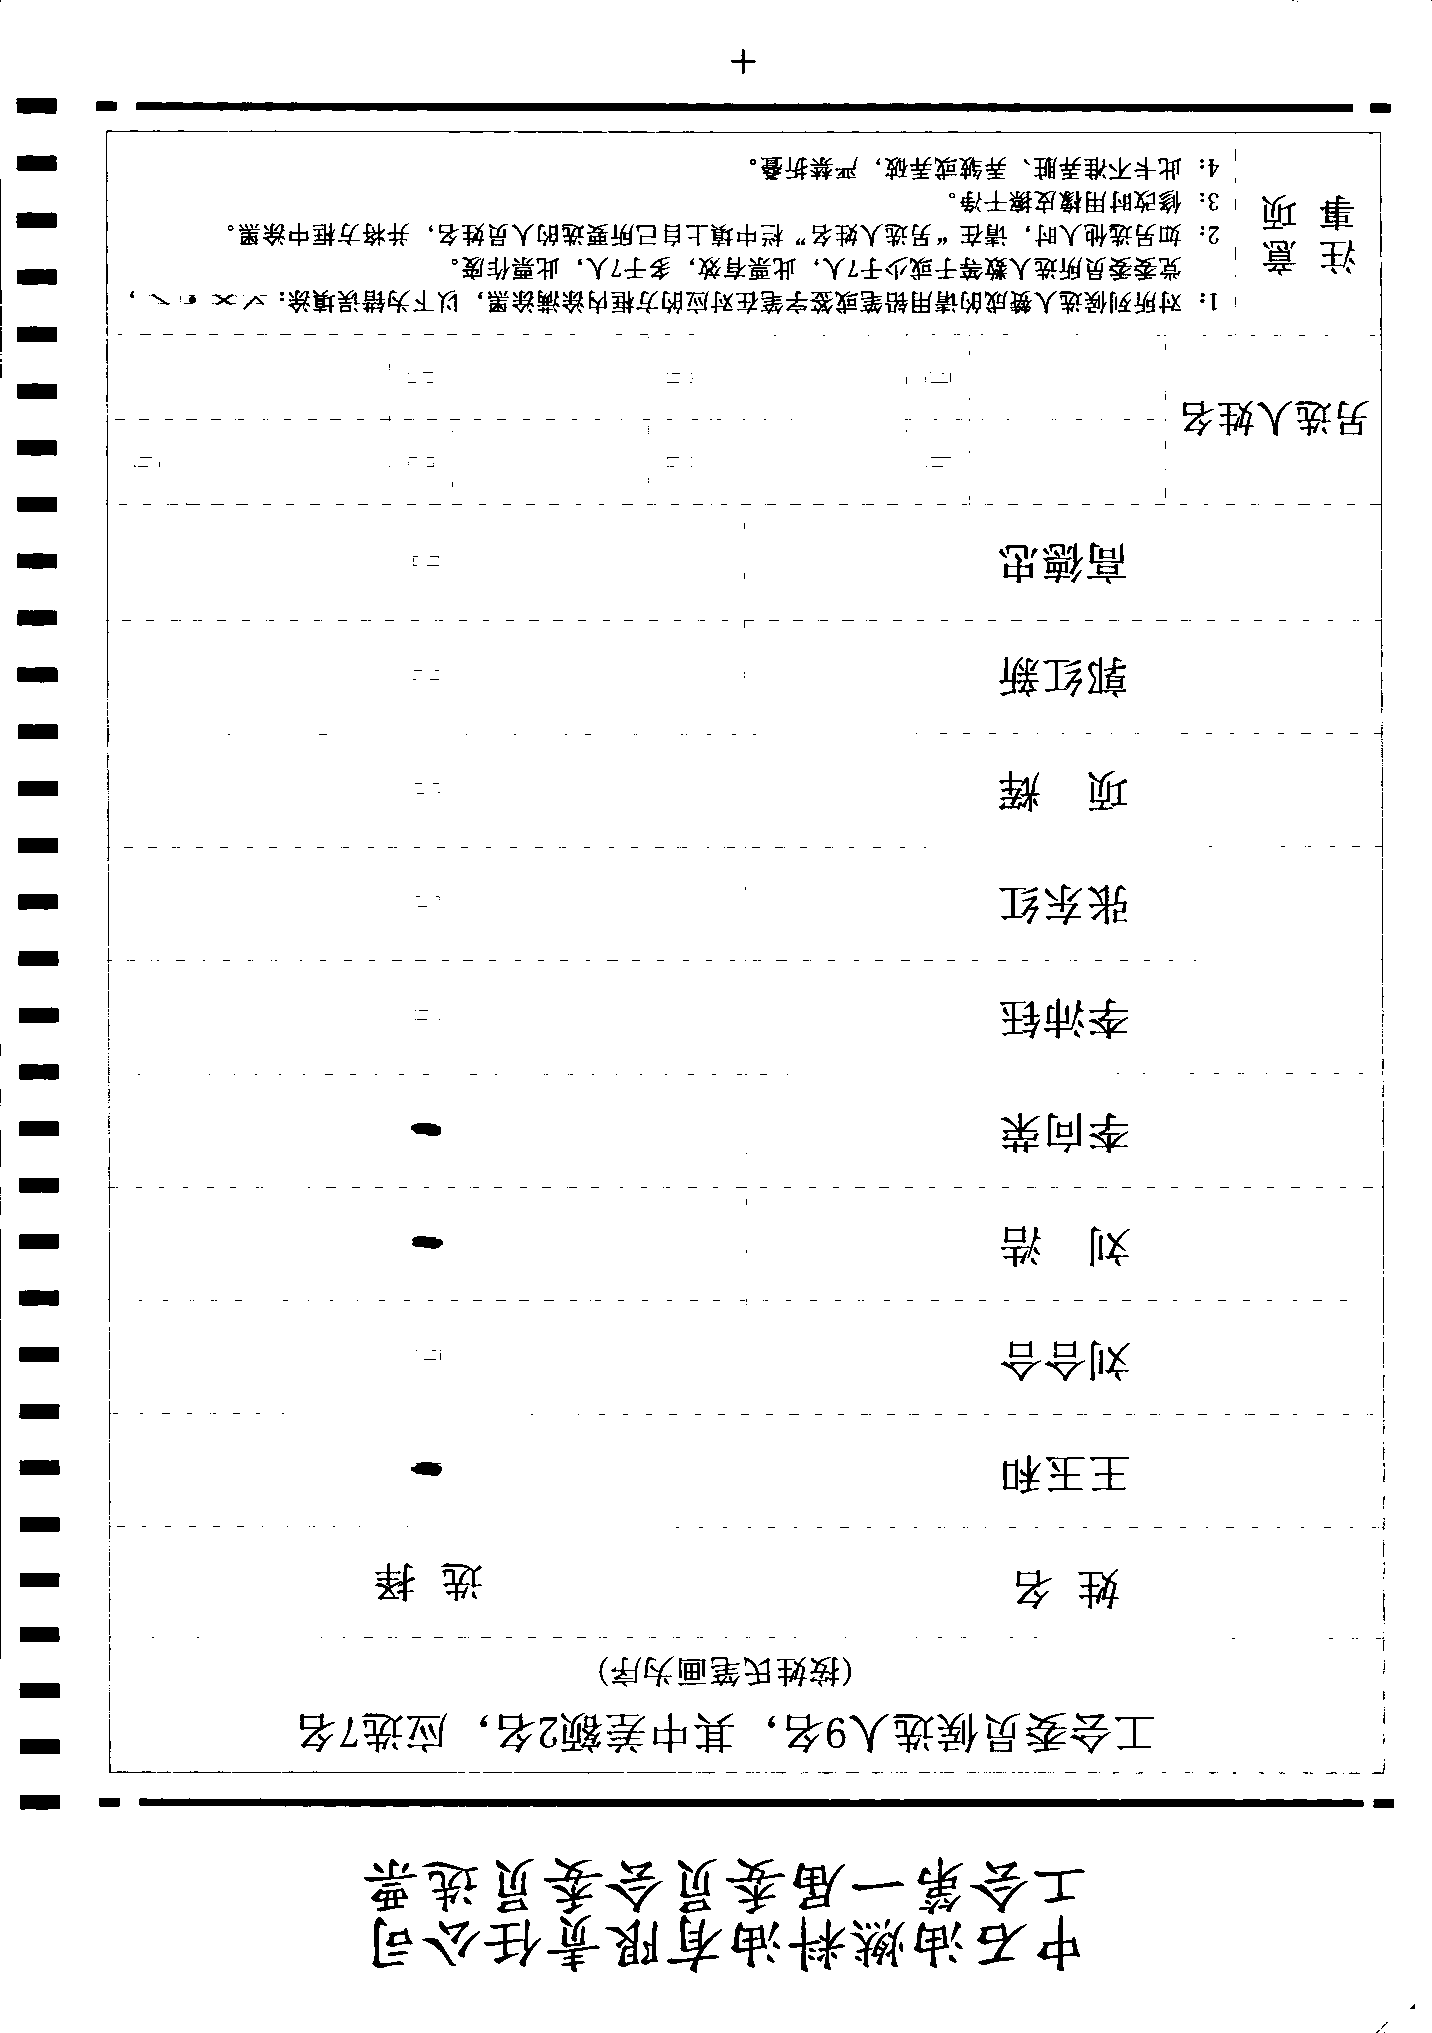 中石油燃料油有限责任公司
工会第一届委员会委员选票
工会委员候选人9名，其中差额2名，应选7名
(按姓氏笔画为序)
姓 名 选 择
王玉和
刘合合
刘 浩
李向荣
李沛钰
张东红
项 辉
郭红新
高德忠
另选人姓名
注 意
事 项
1: 对所列候选人赞成的请用铅笔或签字笔在对应的方框内涂满涂黑，以下为错误填涂:
党委委员所选人数等于或少于7人，此票有效，多于7人，此票作废。
2: 如另选他人时，请在“另选人姓名”栏中填上自己所要选的人员姓名，并将方框中涂黑。
3: 修改时用橡皮擦干净。
4: 此卡不准弄脏、弄皱或弄破，严禁折叠。